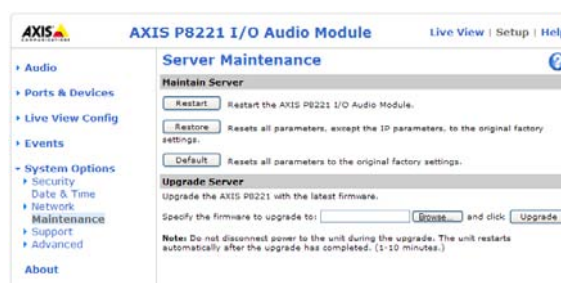 AXIS
COMMUNICATIONS
AXIS P8221 I/O Audio Module
Live View | Setup | Help
Audio
Ports & Devices
Live View Config
Events
System Options
Security
Date & Time
Network
Maintenance
Support
Advanced
About
Server Maintenance
?
Maintain Server
Restart Restart the AXIS P8221 I/O Audio Module.
Restore Resets all parameters, except the IP parameters, to the original factory
settings.
Default Resets all parameters to the original factory settings.
Upgrade Server
Upgrade the AXIS P8221 with the latest firmware.
Specify the firmware to upgrade to: Browse... and click Upgrade
Note: Do not disconnect power to the unit during the upgrade. The unit restarts
automatically after the upgrade has completed. (1-10 minutes.)